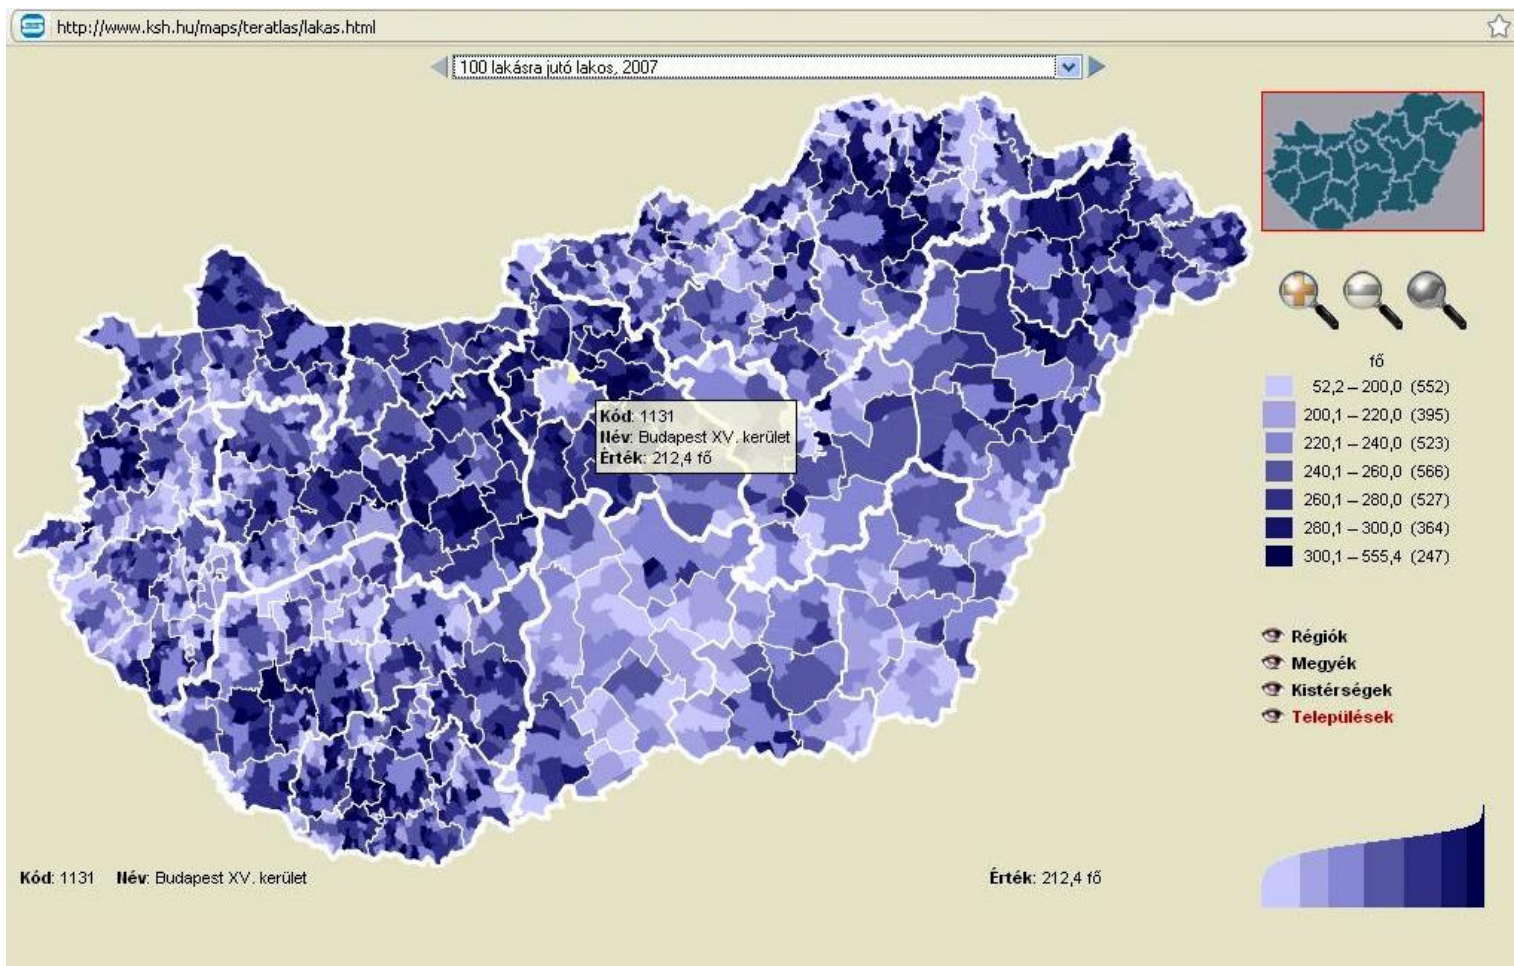 http://www.ksh.hu/maps/teratlas/lakas.html
100 lakásra jutó lakos, 2007
Kód: 1131
Név: Budapest XV. kerület
Érték: 212,4 fő
fő
52,2 – 200,0 (552)
200,1 – 220,0 (395)
220,1 – 240,0 (523)
240,1 – 260,0 (566)
260,1 – 280,0 (527)
280,1 – 300,0 (364)
300,1 – 555,4 (247)
Régiók
Megyék
Kistérségek
Települések
Kód: 1131 Név: Budapest XV. kerület Érték: 212,4 fő